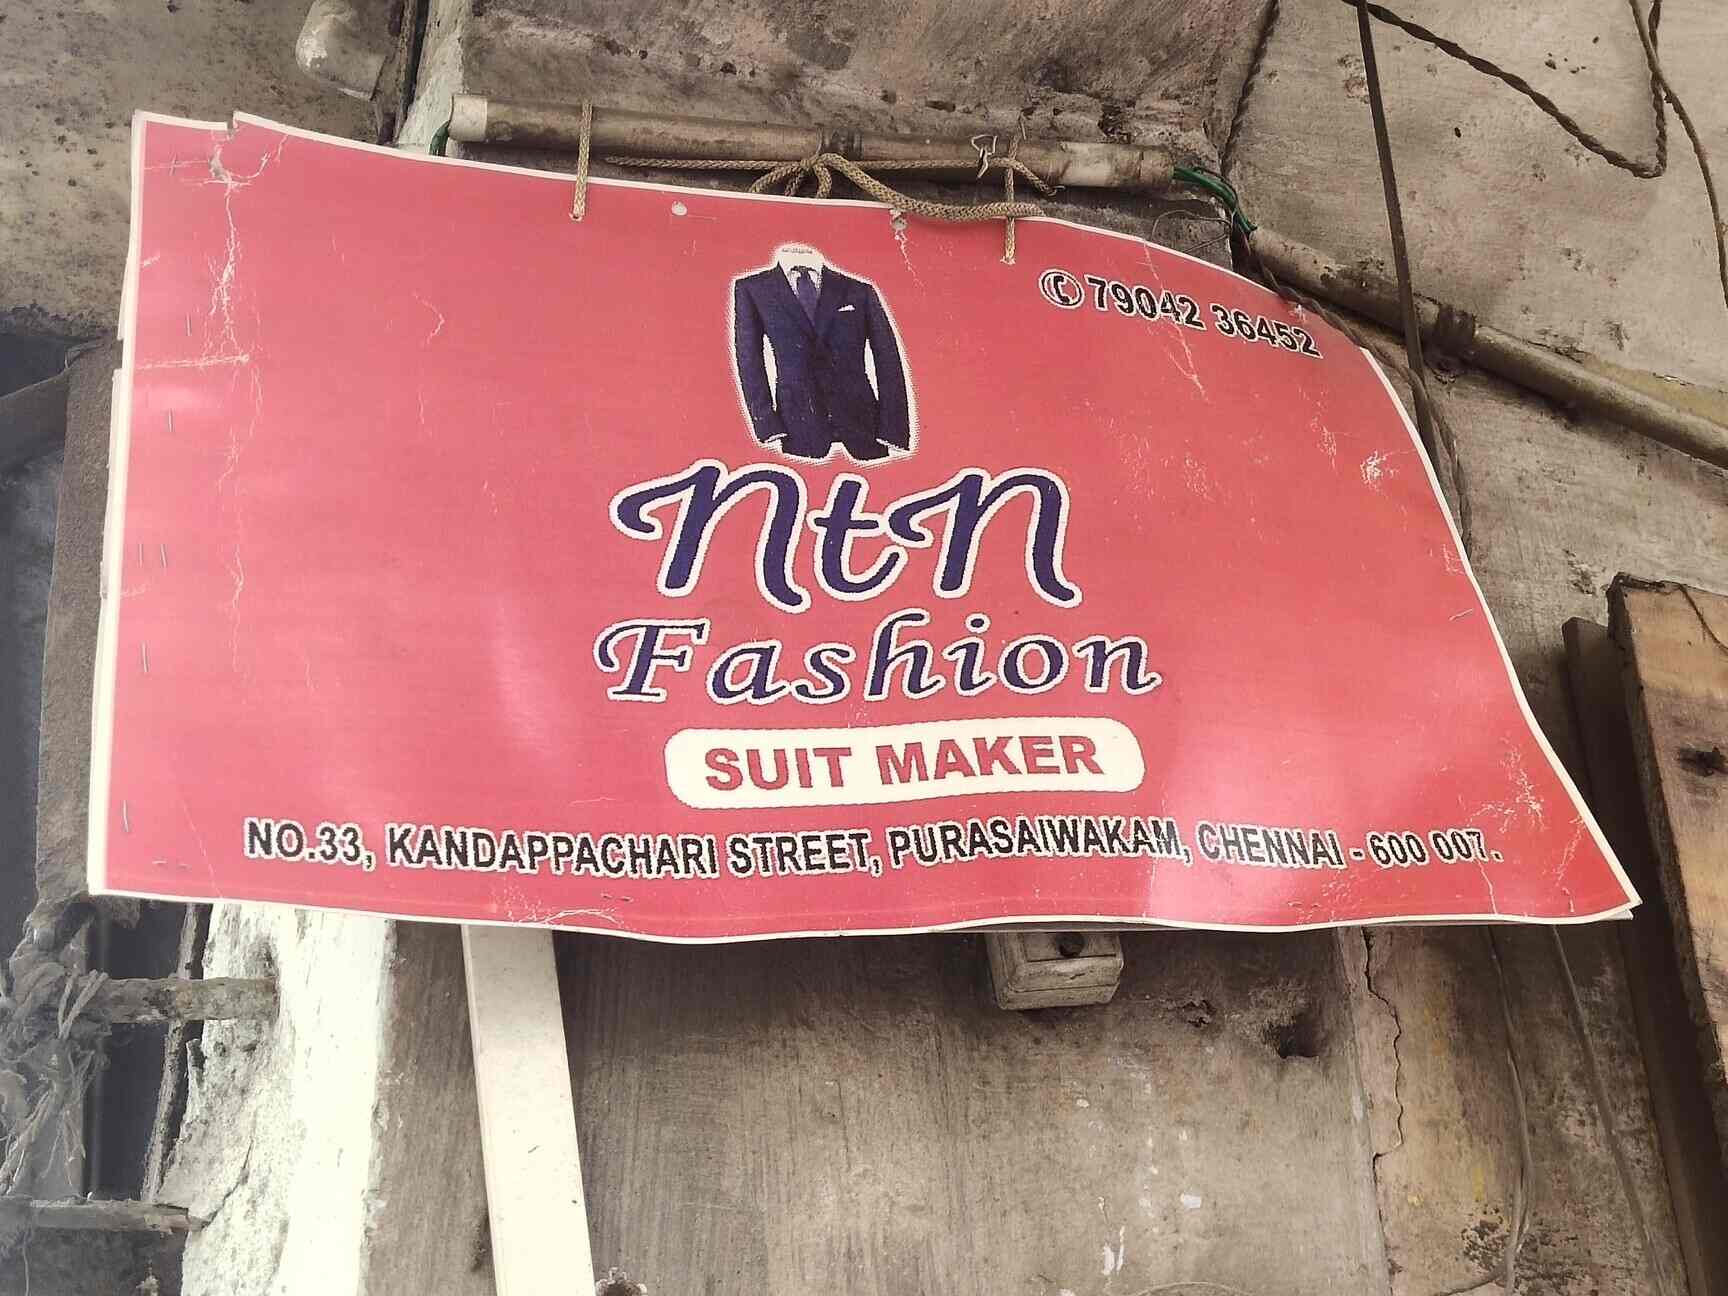 79042 36452
NtN
Fashion
SUIT MAKER
NO.33, KANDAPPACHARI STREET, PURASAIWAKAM, CHENNAI - 600 007.